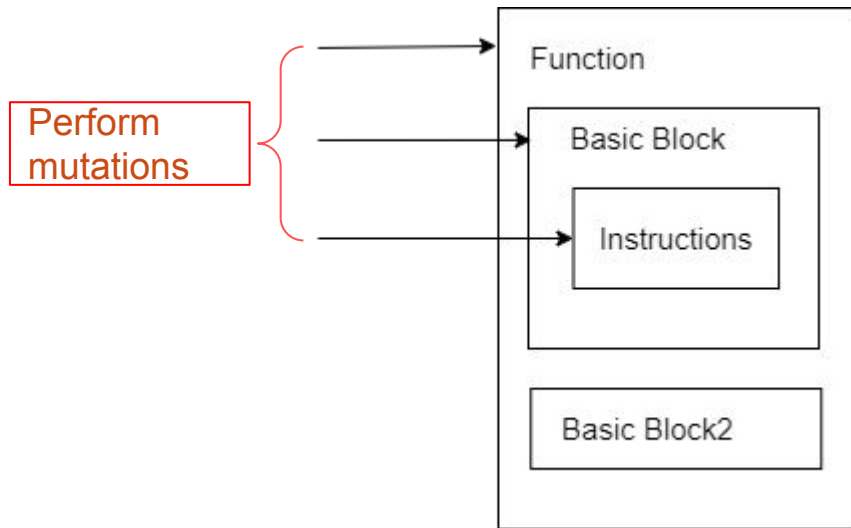 Function
Perform
mutations
Basic Block
Instructions
Basic Block2